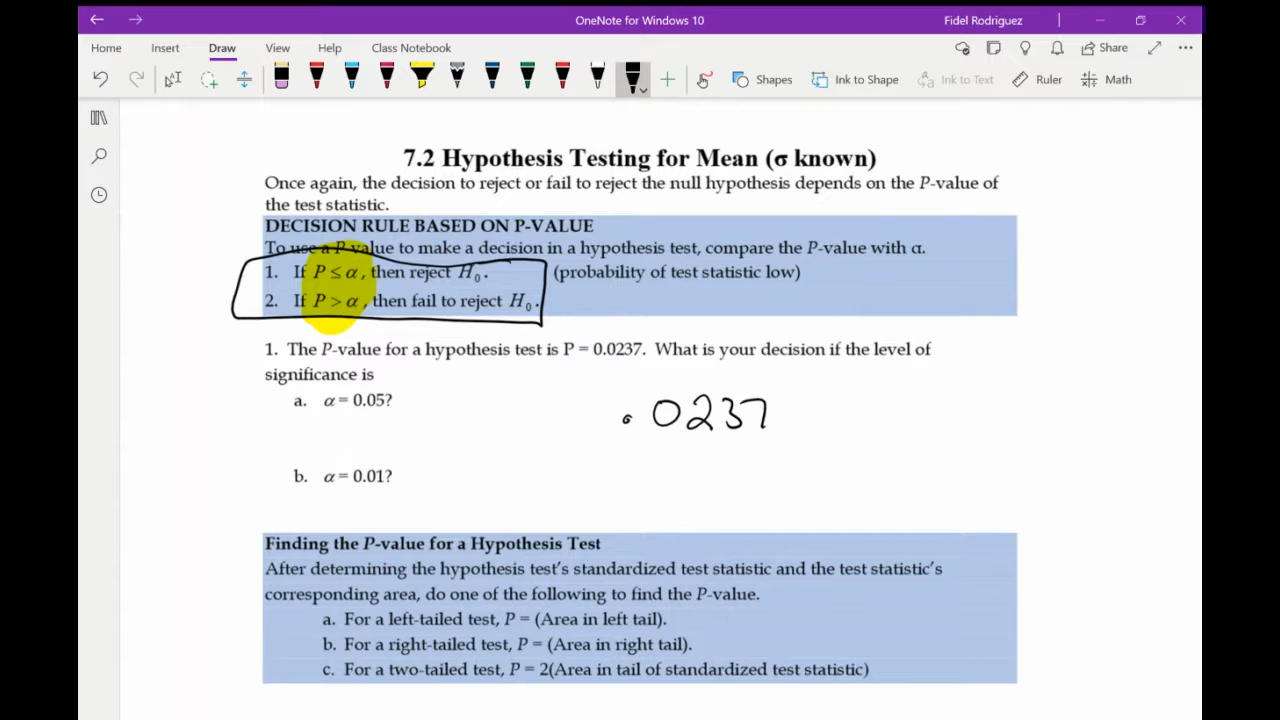 OneNote for Windows 10
Fidel Rodriguez
Home Insert Draw View Help Class Notebook Share
Shapes Ink to Shape Ink to Text Ruler Math
7.2 Hypothesis Testing for Mean (σ known)
Once again, the decision to reject or fail to reject the null hypothesis depends on the P-value of
the test statistic.
DECISION RULE BASED ON P-VALUE
To use a P-value to make a decision in a hypothesis test, compare the P-value with α.
1. If P ≤ α, then reject H₀. (probability of test statistic low)
2. If P > α, then fail to reject H₀.
1. The P-value for a hypothesis test is P = 0.0237. What is your decision if the level of
significance is
a. α = 0.05?
.0237
b. α = 0.01?
Finding the P-value for a Hypothesis Test
After determining the hypothesis test's standardized test statistic and the test statistic's
corresponding area, do one of the following to find the P-value.
a. For a left-tailed test, P = (Area in left tail).
b. For a right-tailed test, P = (Area in right tail).
c. For a two-tailed test, P = 2(Area in tail of standardized test statistic)